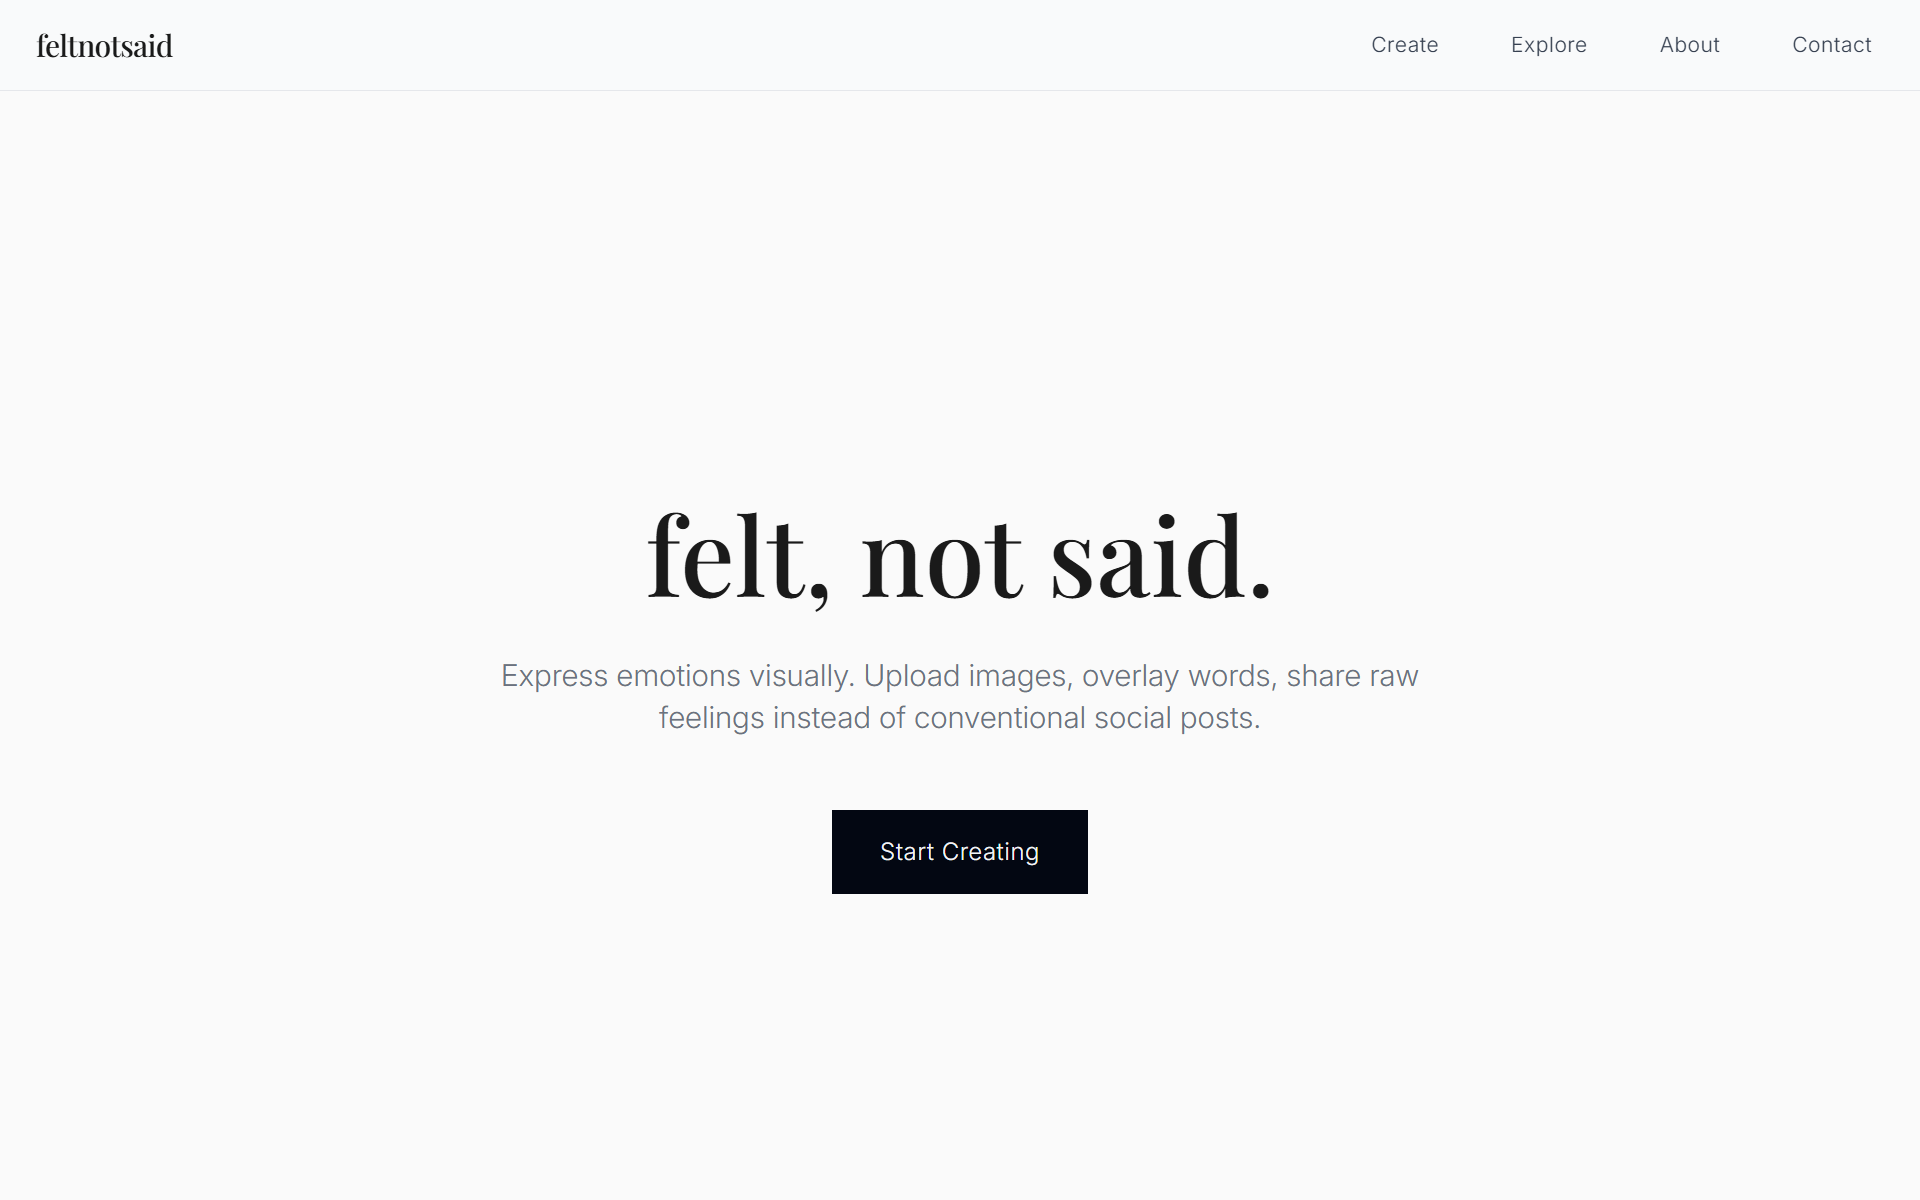 feltnotsaid
Create
Explore
About
Contact
felt, not said.
Express emotions visually. Upload images, overlay words, share raw
feelings instead of conventional social posts.
Start Creating